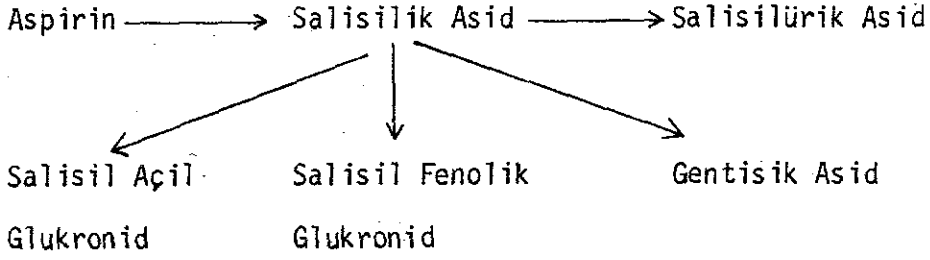 Aspirin Salisilik Asid Salisilürik Asid
Salisil Açil Salisil Fenolik Gentisik Asid
Glukronid Glukronid